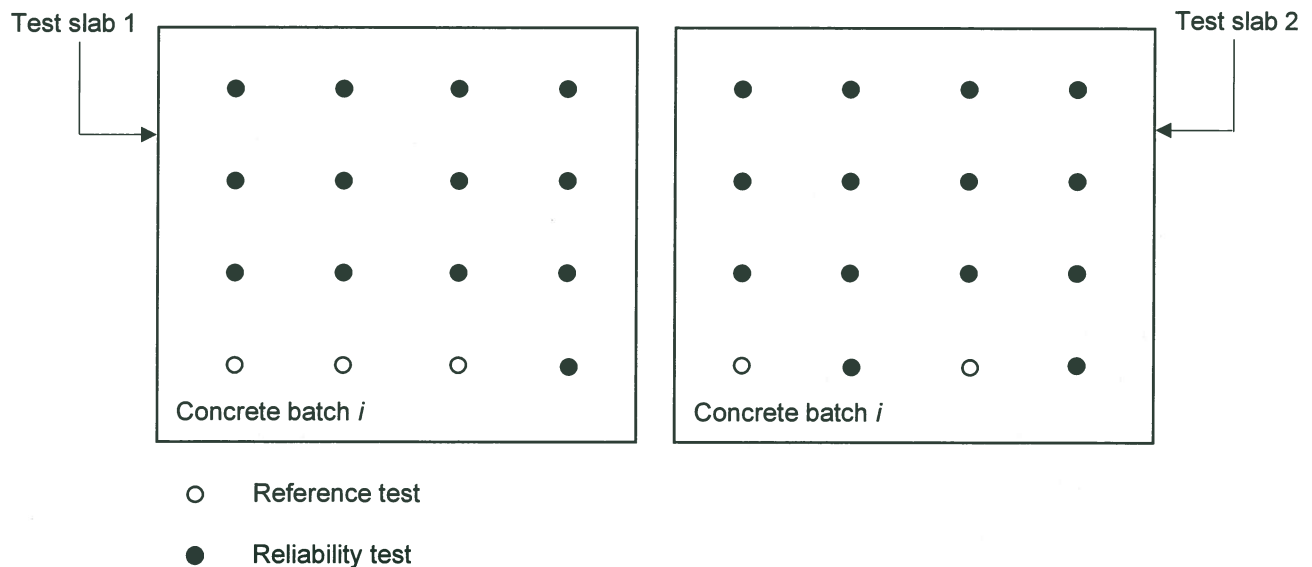 Test slab 1
Test slab 2
Concrete batch i
Concrete batch i
Reference test
Reliability test